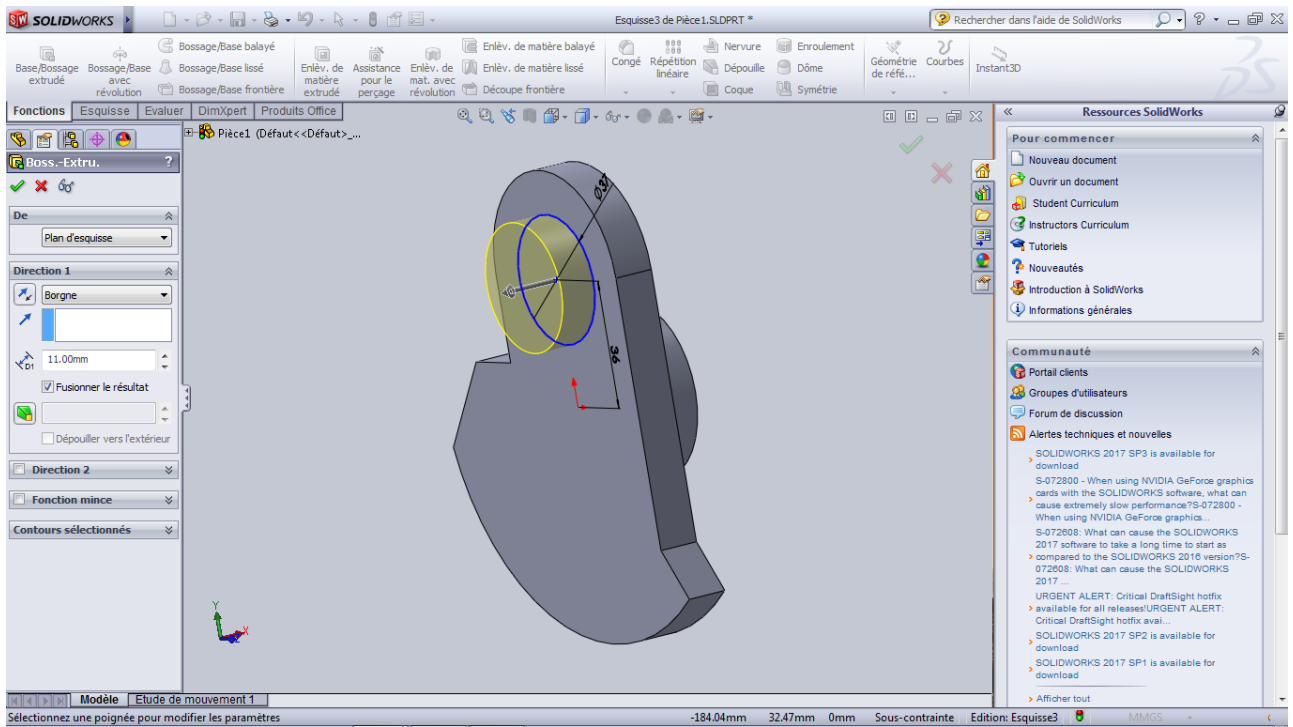 SOLIDWORKS
Esquisse3 de Pièce1.SLDPRT *
Rechercher dans l'aide de SolidWorks
Base/Bossage extrudé
Bossage/Base avec révolution
Bossage/Base balayé
Bossage/Base lissé
Bossage/Base frontière
Enlèv. de matière extrudé
Assistance pour le perçage
Enlèv. de mat. avec révolution
Enlèv. de matière balayé
Enlèv. de matière lissé
Découpe frontière
Congé
Répétition linéaire
Nervure
Dépouille
Coque
Enroulement
Dôme
Symétrie
Géométrie de réfé...
Courbes
Instant3D
Fonctions Esquisse Evaluer DimXpert Produits Office
Pièce1 (Défaut<<Défaut>_...
Boss.-Extru. ?
De
Plan d'esquisse
Direction 1
Borgne
D1
11.00mm
Fusionner le résultat
Dépouiller vers l'extérieur
Direction 2
Fonction mince
Contours sélectionnés
Ø37
36
Y
X
Ressources SolidWorks
Pour commencer
Nouveau document
Ouvrir un document
Student Curriculum
Instructors Curriculum
Tutoriels
Nouveautés
Introduction à SolidWorks
Informations générales
Communauté
Portail clients
Groupes d'utilisateurs
Forum de discussion
Alertes techniques et nouvelles
SOLIDWORKS 2017 SP3 is available for
download
S-072800 - When using NVIDIA GeForce graphics
cards with the SOLIDWORKS software, what can
cause extremely slow performance?S-072800 -
When using NVIDIA GeForce graphics...
S-072608: What can cause the SOLIDWORKS
2017 software to take a long time to start as
compared to the SOLIDWORKS 2016 version?S-
072608: What can cause the SOLIDWORKS
2017 ...
URGENT ALERT: Critical DraftSight hotfix
available for all releases!URGENT ALERT:
Critical DraftSight hotfix avai...
SOLIDWORKS 2017 SP2 is available for
download
SOLIDWORKS 2017 SP1 is available for
download
Afficher tout
Modèle Etude de mouvement 1
Sélectionnez une poignée pour modifier les paramètres -184.04mm 32.47mm 0mm Sous-contrainte Edition: Esquisse3 MMGS